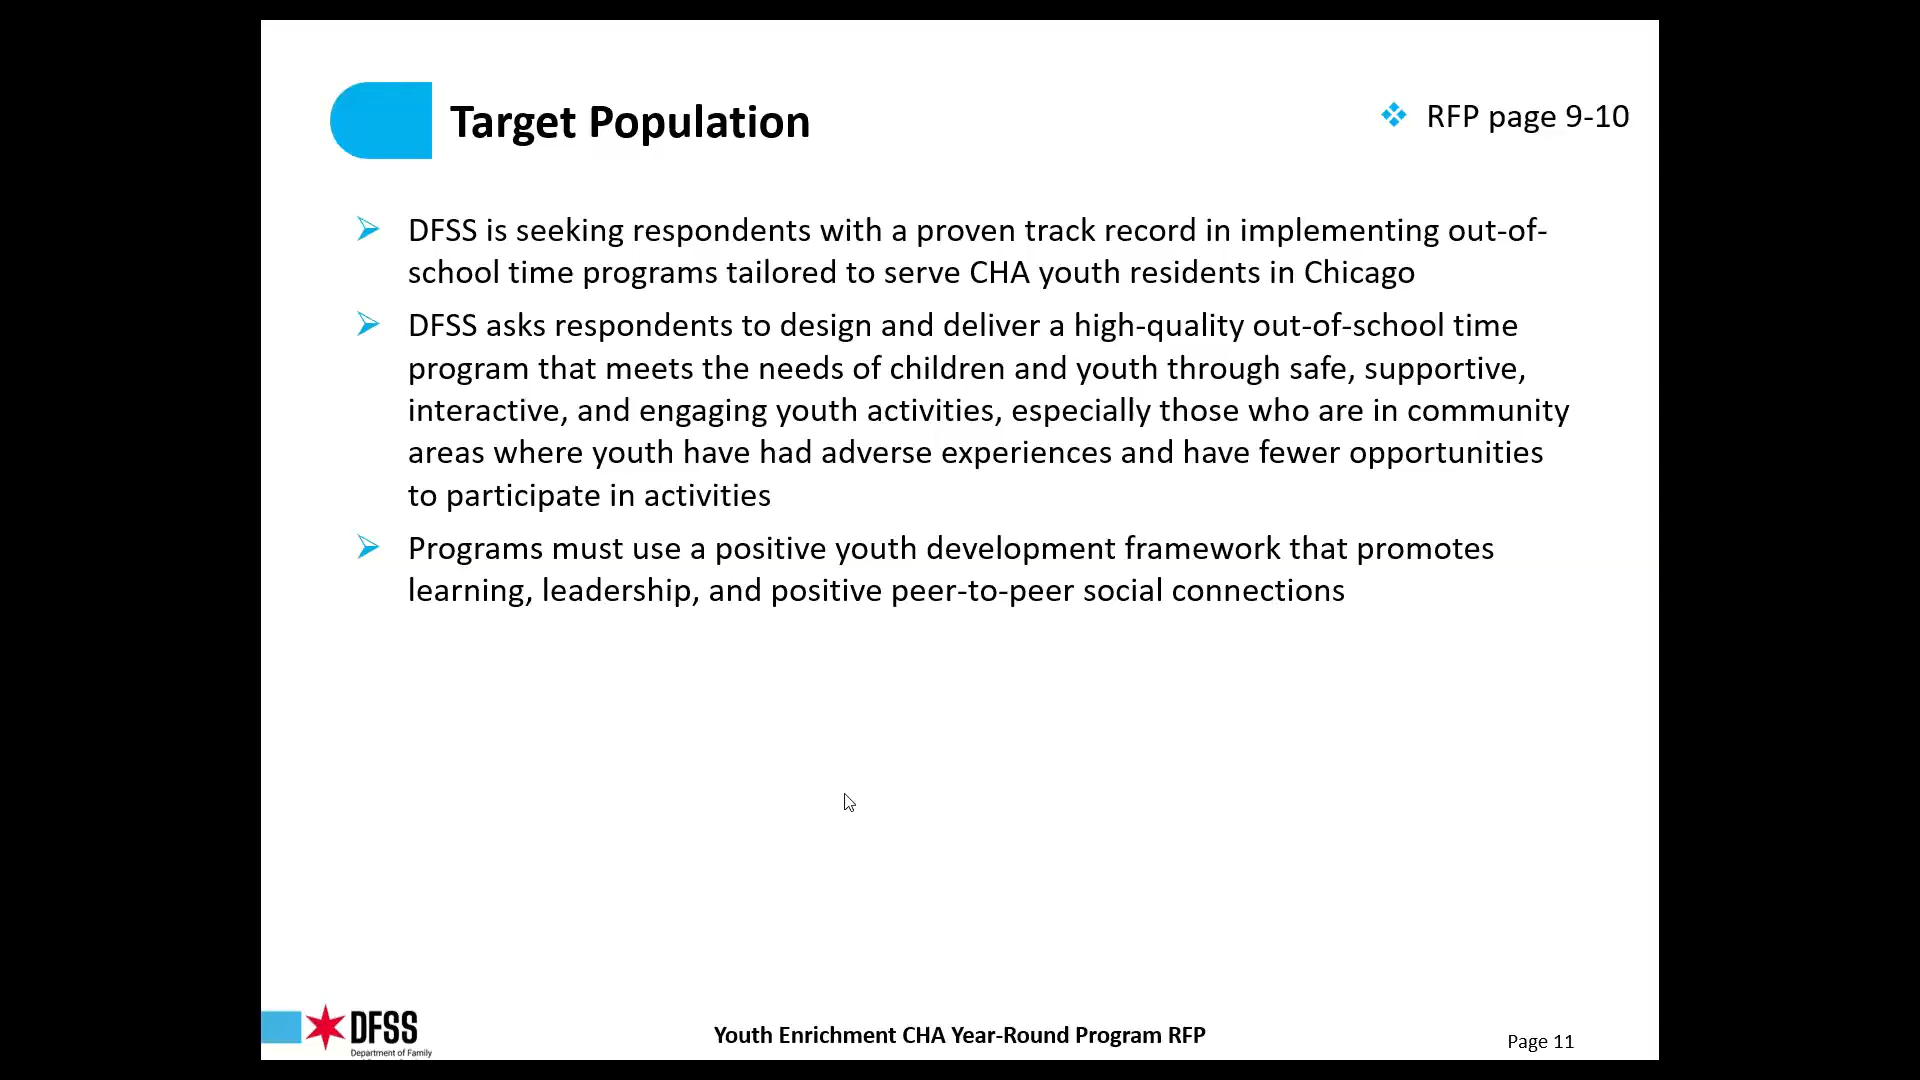 Target Population
RFP page 9-10
DFSS is seeking respondents with a proven track record in implementing out-of-
school time programs tailored to serve CHA youth residents in Chicago
DFSS asks respondents to design and deliver a high-quality out-of-school time
program that meets the needs of children and youth through safe, supportive,
interactive, and engaging youth activities, especially those who are in community
areas where youth have had adverse experiences and have fewer opportunities
to participate in activities
Programs must use a positive youth development framework that promotes
learning, leadership, and positive peer-to-peer social connections
DFSS
Department of Family
Youth Enrichment CHA Year-Round Program RFP
Page 11